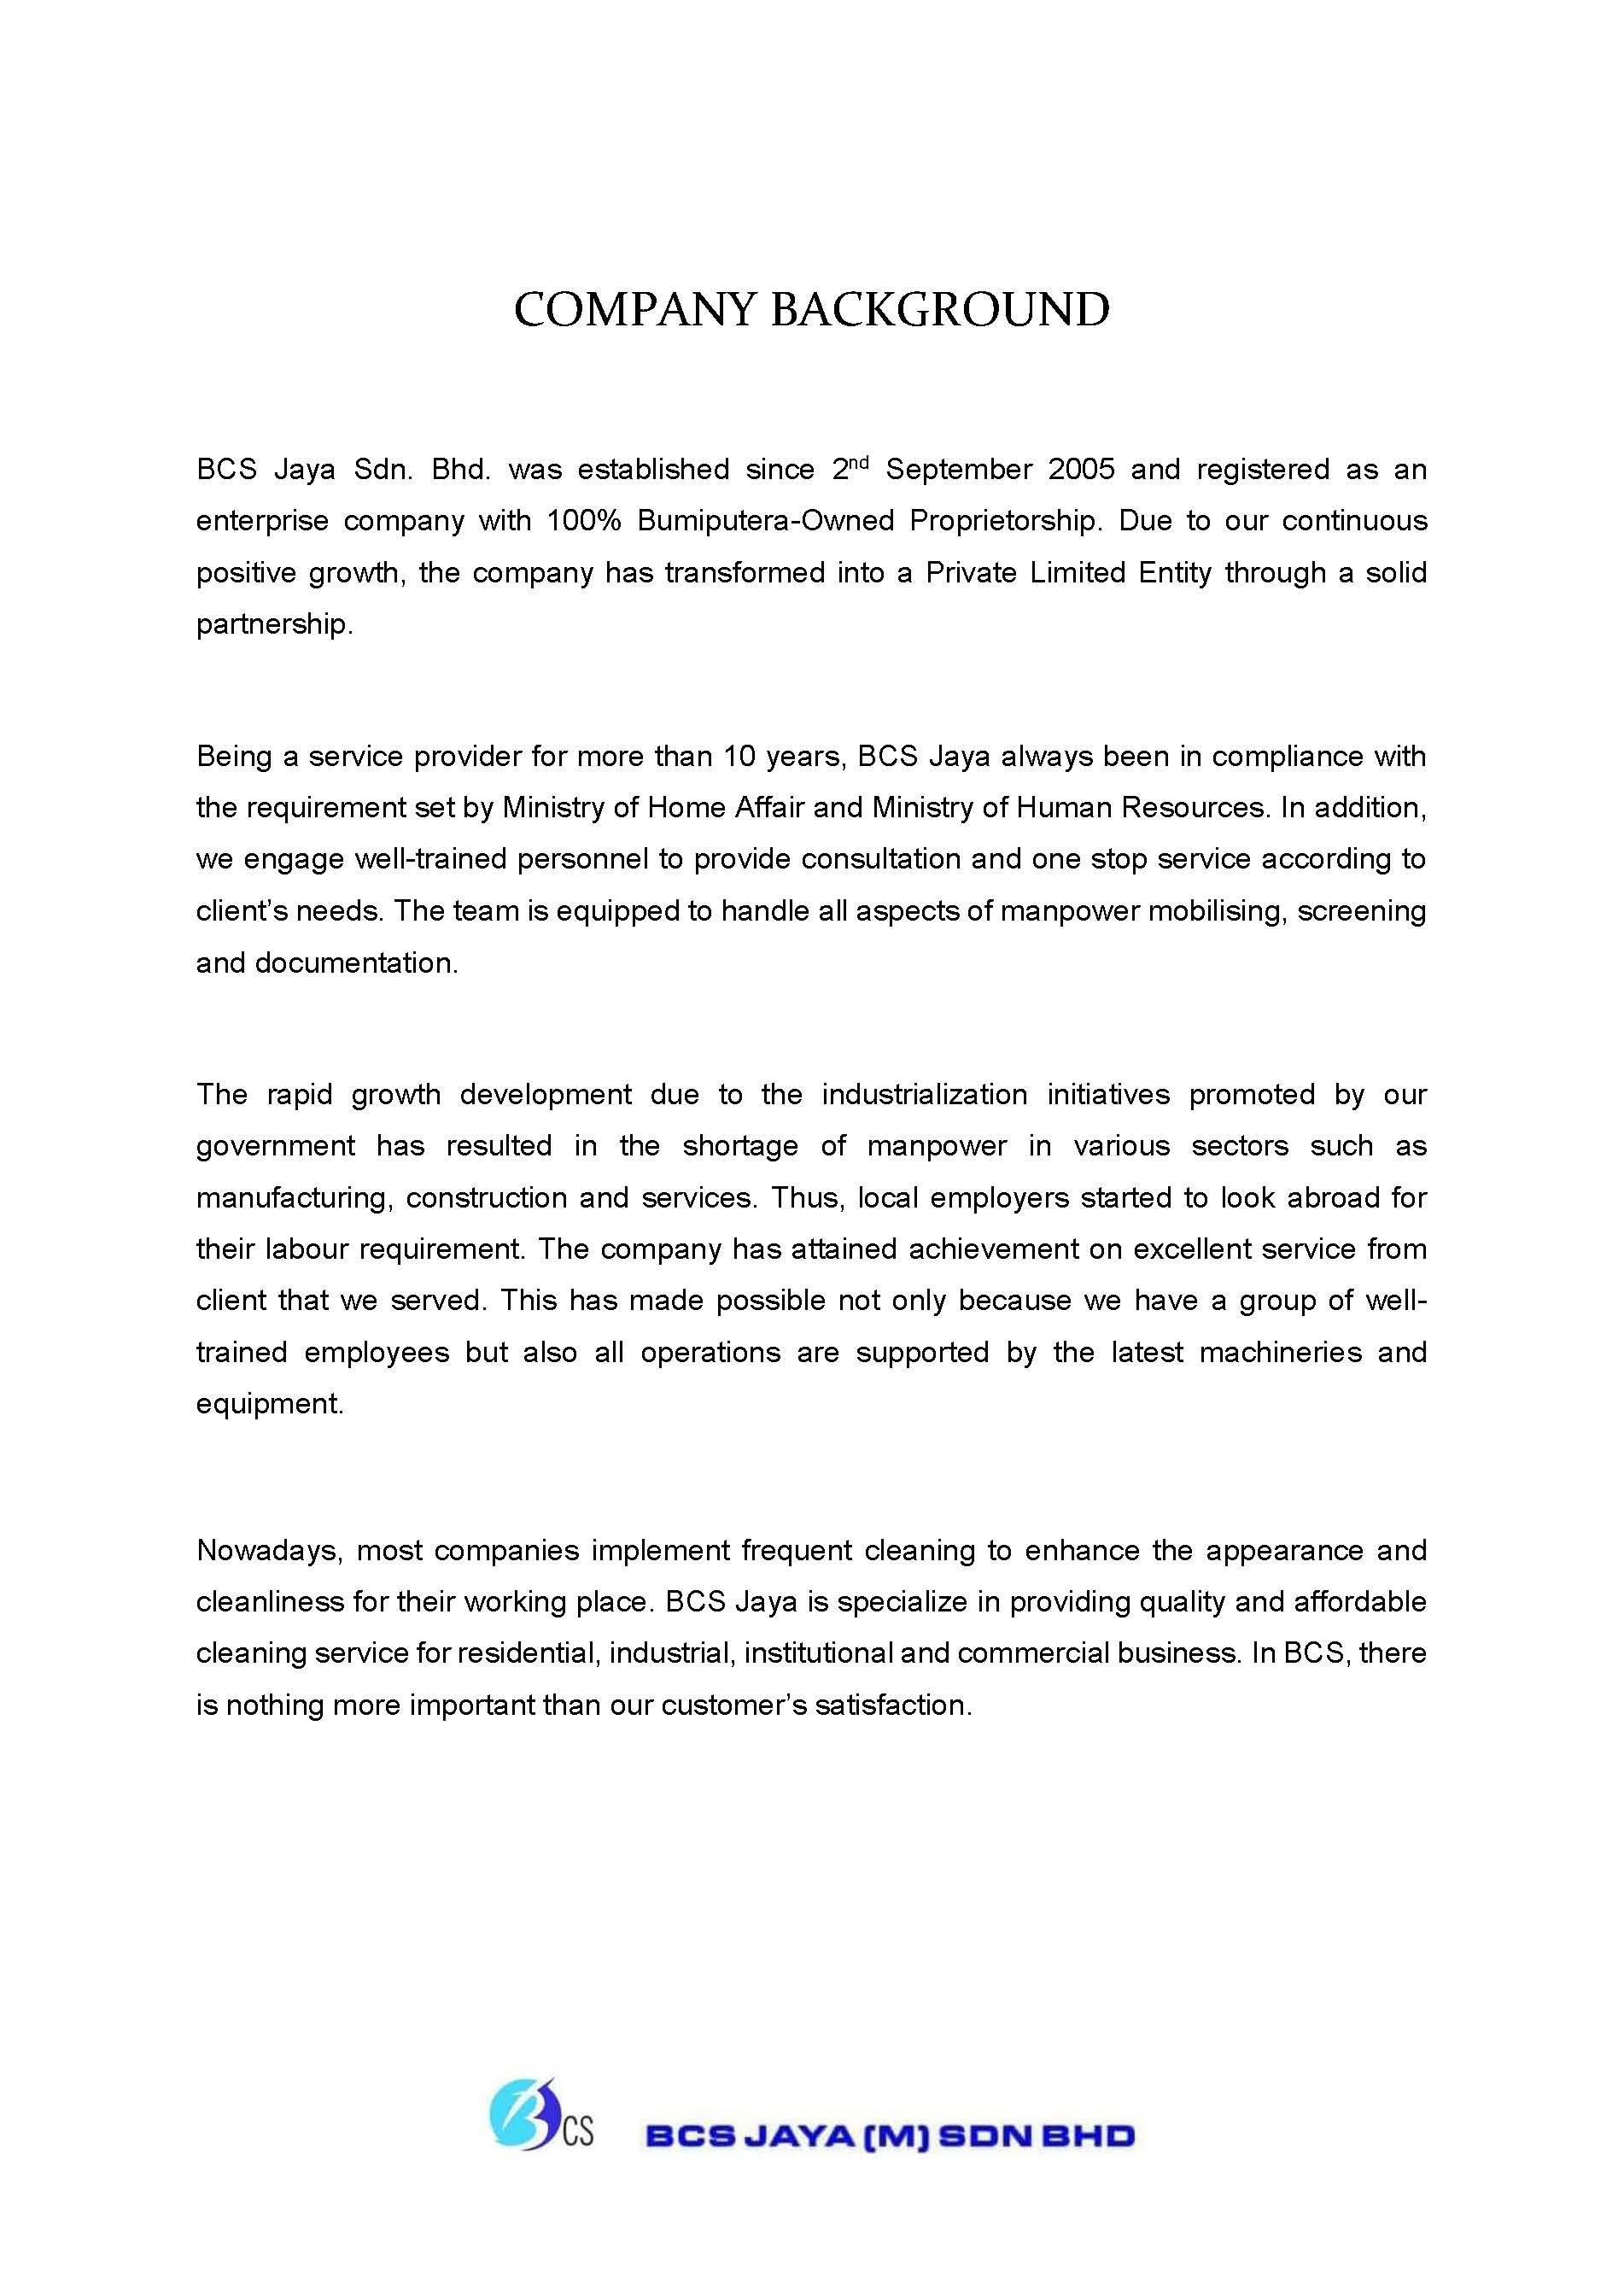 COMPANY BACKGROUND
BCS Jaya Sdn. Bhd. was established since 2nd September 2005 and registered as an
enterprise company with 100% Bumiputera-Owned Proprietorship. Due to our continuous
positive growth, the company has transformed into a Private Limited Entity through a solid
partnership.
Being a service provider for more than 10 years, BCS Jaya always been in compliance with
the requirement set by Ministry of Home Affair and Ministry of Human Resources. In addition,
we engage well-trained personnel to provide consultation and one stop service according to
client’s needs. The team is equipped to handle all aspects of manpower mobilising, screening
and documentation.
The rapid growth development due to the industrialization initiatives promoted by our
government has resulted in the shortage of manpower in various sectors such as
manufacturing, construction and services. Thus, local employers started to look abroad for
their labour requirement. The company has attained achievement on excellent service from
client that we served. This has made possible not only because we have a group of well-
trained employees but also all operations are supported by the latest machineries and
equipment.
Nowadays, most companies implement frequent cleaning to enhance the appearance and
cleanliness for their working place. BCS Jaya is specialize in providing quality and affordable
cleaning service for residential, industrial, institutional and commercial business. In BCS, there
is nothing more important than our customer’s satisfaction.
BCS BCS JAYA (M) SDN BHD